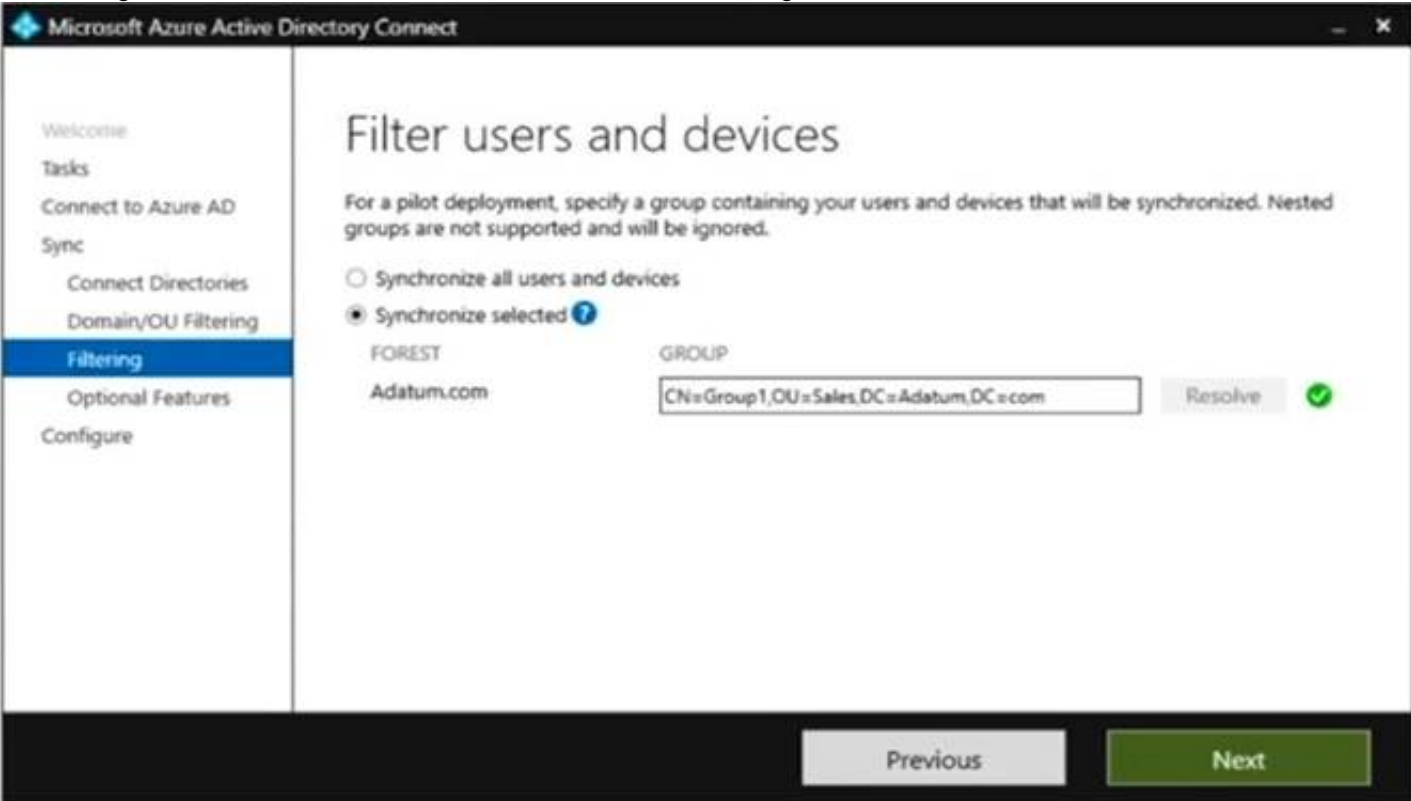 Microsoft Azure Active Directory Connect
Welcome
Tasks
Connect to Azure AD
Sync
Connect Directories
Domain/OU Filtering
Filtering
Optional Features
Configure
Filter users and devices
For a pilot deployment, specify a group containing your users and devices that will be synchronized. Nested
groups are not supported and will be ignored.
Synchronize all users and devices
Synchronize selected ?
FOREST GROUP
Adatum.com CN=Group1,OU=Sales,DC=Adatum,DC=com Resolve
Previous Next